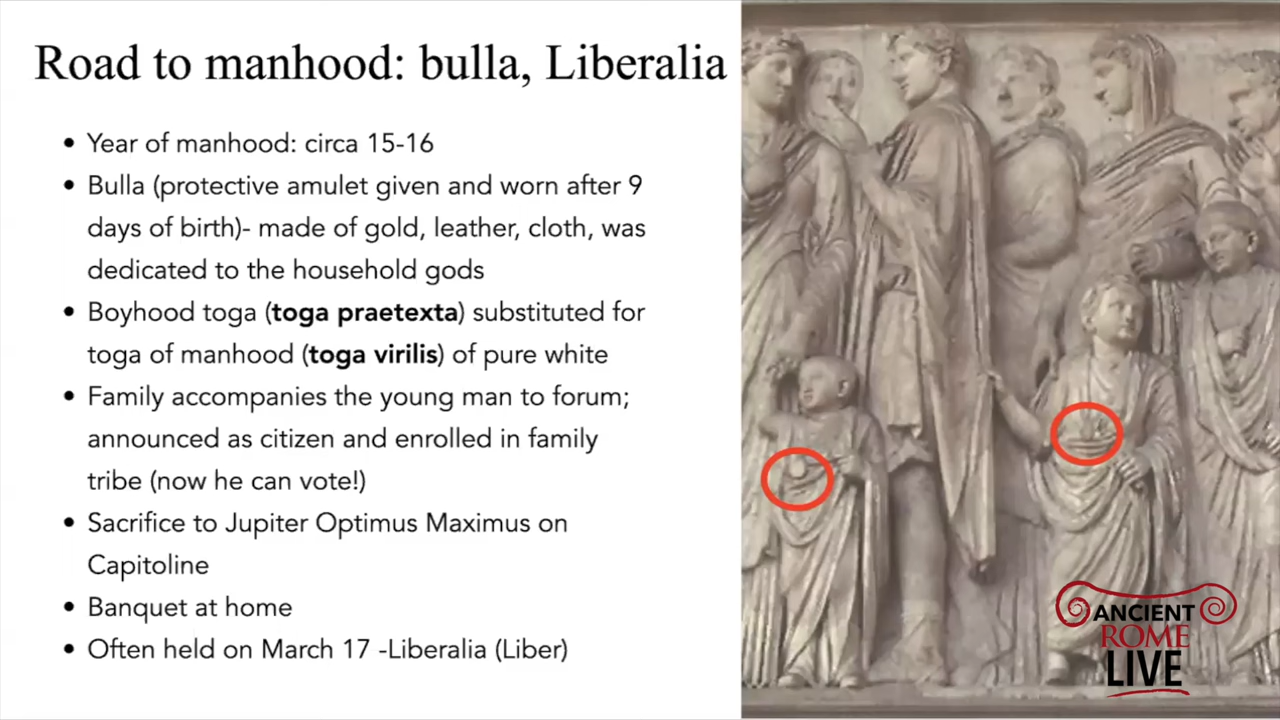 Road to manhood: bulla, Liberalia
• Year of manhood: circa 15-16
• Bulla (protective amulet given and worn after 9
days of birth)- made of gold, leather, cloth, was
dedicated to the household gods
• Boyhood toga (toga praetexta) substituted for
toga of manhood (toga virilis) of pure white
• Family accompanies the young man to forum;
announced as citizen and enrolled in family
tribe (now he can vote!)
• Sacrifice to Jupiter Optimus Maximus on
Capitoline
• Banquet at home
• Often held on March 17 -Liberalia (Liber)
ANCIENT
ROME
LIVE